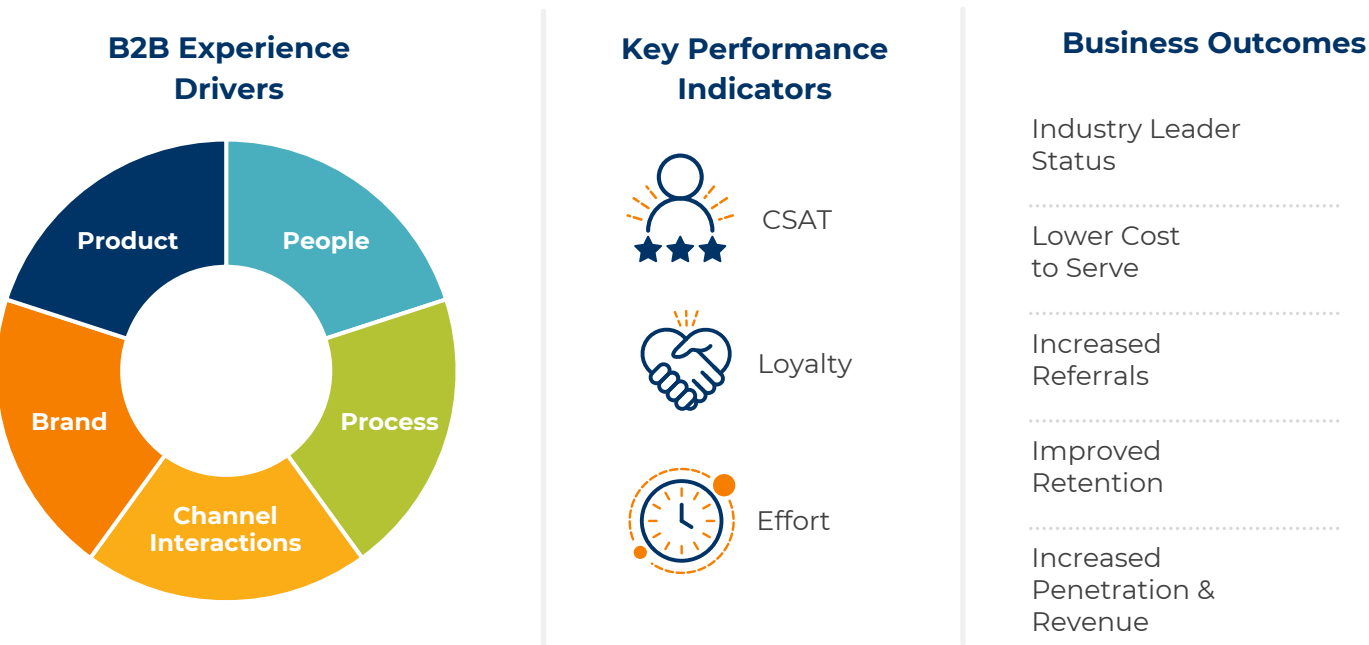 B2B Experience
Drivers
Product
People
Brand
Process
Channel
Interactions
Key Performance
Indicators
CSAT
Loyalty
Effort
Business Outcomes
Industry Leader
Status
Lower Cost
to Serve
Increased
Referrals
Improved
Retention
Increased
Penetration &
Revenue